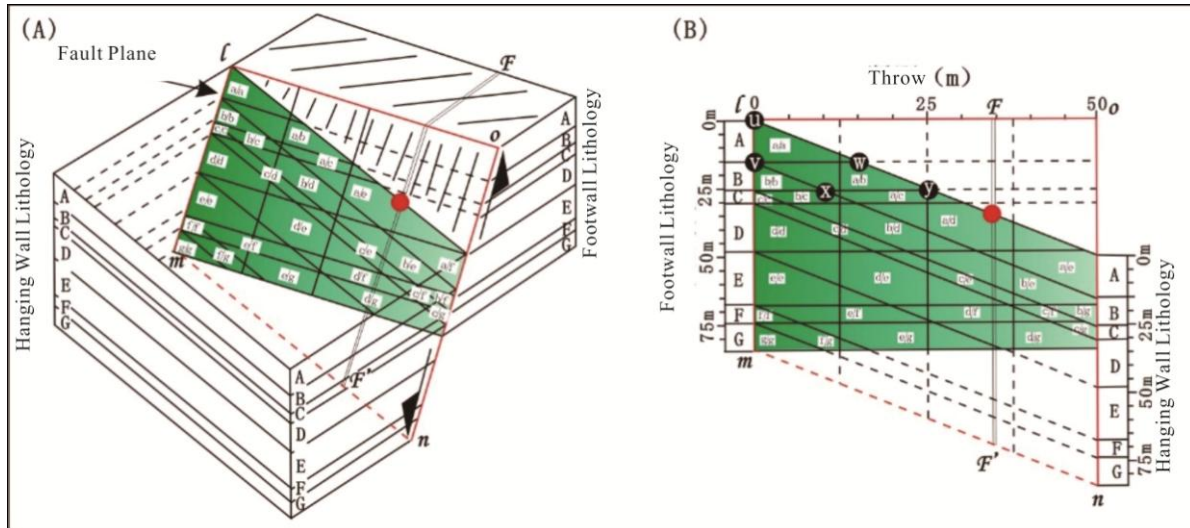 (A)
Fault Plane
l
F
o
m
n
F'
Hanging Wall Lithology
Footwall Lithology
A
B
C
D
E
F
G
A
B
C
D
E
F
G
A
B
C
D
E
F
G
a/a
b/b
c/c
d/d
e/e
f/f
g/g
a/b
b/c
a/c
c/d
b/d
a/e
d/e
c/e
b/e
a/f
e/f
f/g
e/g
d/f
d/g
c/f
b/f
c/g
(B)
Throw (m)
l 0 25 F 50 o
0m
25m
50m
75m
Footwall Lithology
A
B
C
D
E
F
G
u
v
w
x
y
a/a
b/b
a/b
b/c
a/c
c/c
d/d
c/d
b/d
a/d
e/e
d/e
c/e
b/e
a/e
f/f
e/f
d/f
c/f
b/g
g/g
f/g
e/g
d/g
c/g
m
F'
n
A
B
C
D
E
F
G
0m
25m
50m
75m
Hanging Wall Lithology